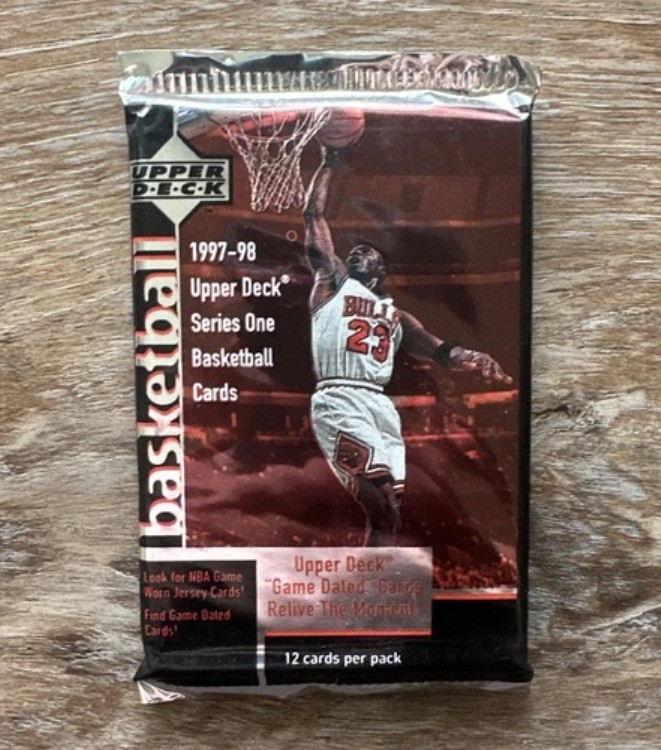 UPPER
D·E·C·K
basketball
1997-98
Upper Deck®
Series One
Basketball
Cards
BULLS
23
Look for NBA Game
Worn Jersey Cards!
Find Game Dated
Cards!
Upper Deck™
"Game Dated" Cards
Relive The Moment!
12 cards per pack